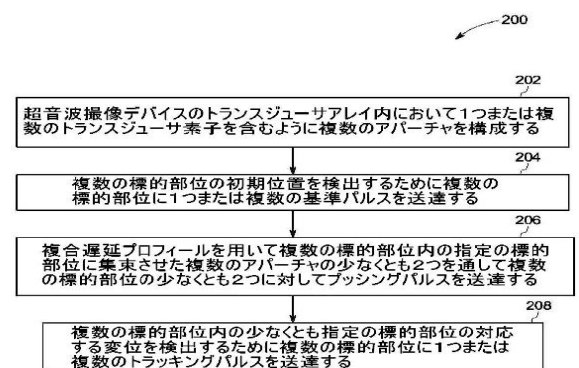 200
202
超音波撮像デバイスのトランスジューサアレイ内において1つまたは複
数のトランスジューサ素子を含むように複数のアパーチャを構成する
204
複数の標的部位の初期位置を検出するために複数の
標的部位に1つまたは複数の基準パルスを送達する
206
複合遅延プロフィールを用いて複数の標的部位内の指定の標的
部位に集束させた複数のアパーチャの少なくとも2つを通して複数
の標的部位の少なくとも2つに対してプッシングパルスを送達する
208
複数の標的部位内の少なくとも指定の標的部位の対応
する変位を検出するために複数の標的部位に1つまたは
複数のトラッキングパルスを送達する